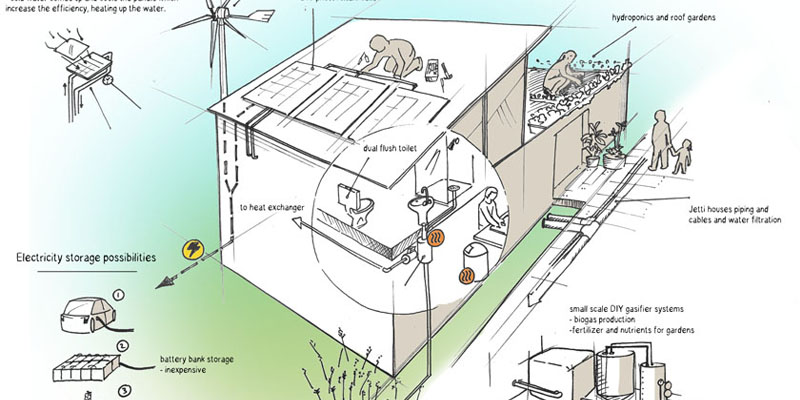 increase the efficiency, heating up the water.
hydroponics and roof gardens
dual flush toilet
to heat exchanger
Jetti houses piping and
cables and water filtration
Electricity storage possibilities
1
2
battery bank storage
- inexpensive
3
small scale DIY gasifier systems
- biogas production
-fertilizer and nutrients for gardens